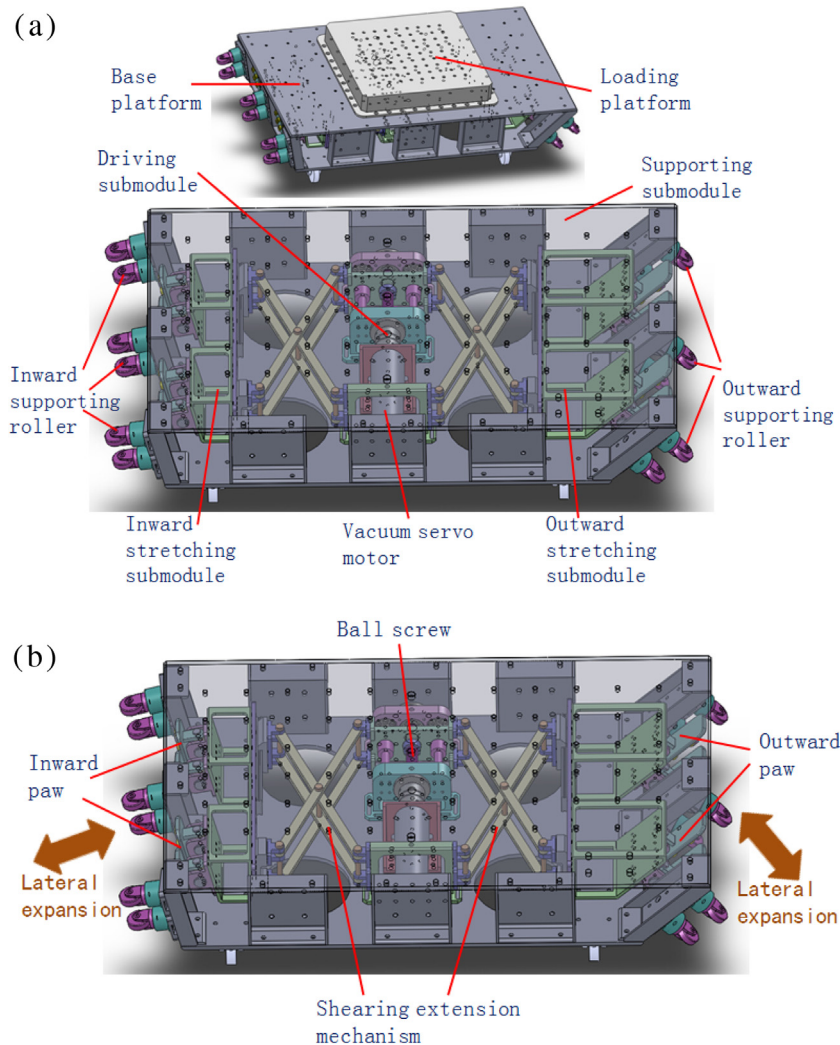 (a)
Base
platform
Loading
platform
Driving
submodule
Supporting
submodule
Inward
supporting
roller
Outward
supporting
roller
Inward
stretching
submodule
Vacuum servo
motor
Outward
stretching
submodule
(b)
Ball screw
Inward
paw
Outward
paw
Lateral
expansion
Lateral
expansion
Shearing extension
mechanism